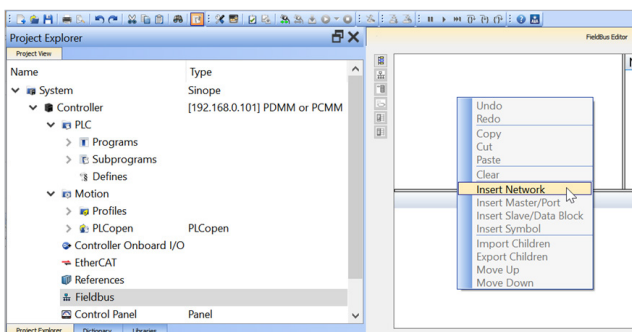 Project Explorer
FieldBus Editor
Project View
Name Type
System Sinope
Controller [192.168.0.101] PDMM or PCMM
PLC
Programs
Subprograms
Defines
Motion
Profiles
PLCopen PLCopen
Controller Onboard I/O
EtherCAT
References
Fieldbus
Control Panel Panel
Project Explorer Dictionary Libraries
Undo
Redo
Copy
Cut
Paste
Clear
Insert Network
Insert Master/Port
Insert Slave/Data Block
Insert Symbol
Import Children
Export Children
Move Up
Move Down